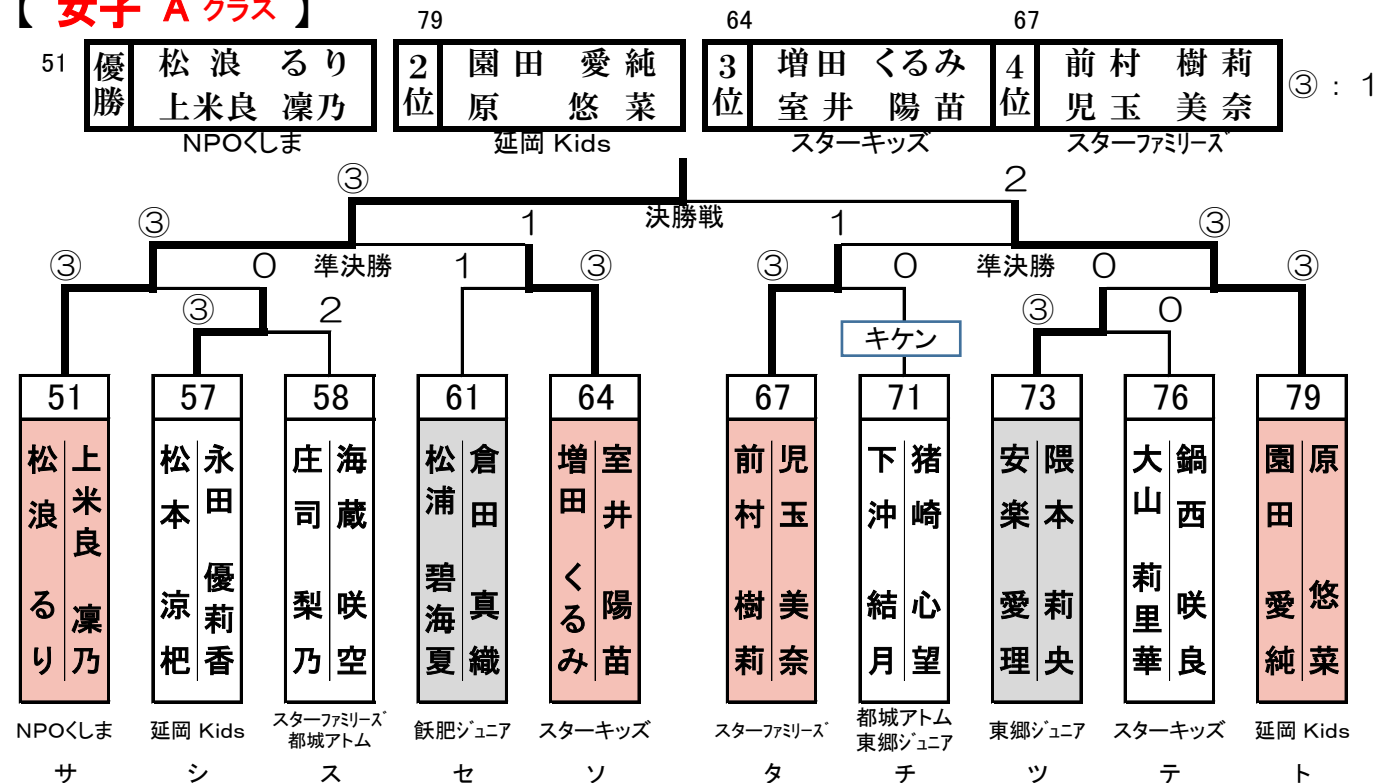 【 女子 A クラス 】
79
64
67
51
優勝
松浪 るり
上米良 凜乃
2位
園田 愛純
原 悠菜
3位
増田 くるみ
室井 陽苗
4位
前村 樹莉
児玉 美奈
③ : 1
NPOくしま
延岡 Kids
スターキッズ
スターファミリーズ
③
2
決勝戦
③
1
1
③
③
0
準決勝
1
③
③
0
準決勝
0
③
③
2
③
0
キケン
51
57
58
61
64
67
71
73
76
79
松浪 るり
上米良 凜乃
松本 涼杷
永田 優莉香
庄司 梨乃
海蔵 咲空
松浦 碧海夏
倉田 真織
増田 くるみ
室井 陽苗
前村 樹莉
児玉 美奈
下沖 結月
猪崎 心望
安楽 愛理
隈本 莉央
大山 莉里華
鍋西 咲良
園田 愛純
原 悠菜
NPOくしま
延岡 Kids
スターファミリーズ
都城アトム
飫肥ジュニア
スターキッズ
スターファミリーズ
都城アトム
東郷ジュニア
東郷ジュニア
スターキッズ
延岡 Kids
サ
シ
ス
セ
ソ
タ
チ
ツ
テ
ト